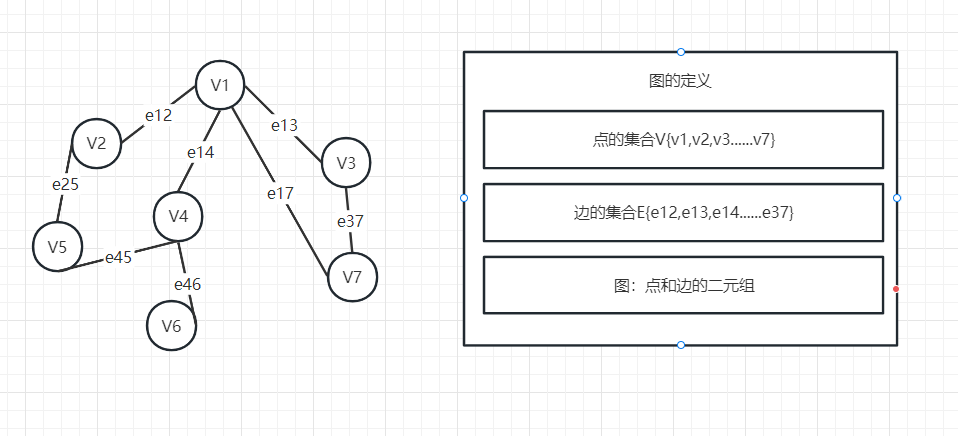 V1
e12
e13
V2
e14
V3
e25
e17
V4
e37
V5
e45
V7
e46
V6
图的定义
点的集合V{v1,v2,v3......v7}
边的集合E{e12,e13,e14......e37}
图：点和边的二元组